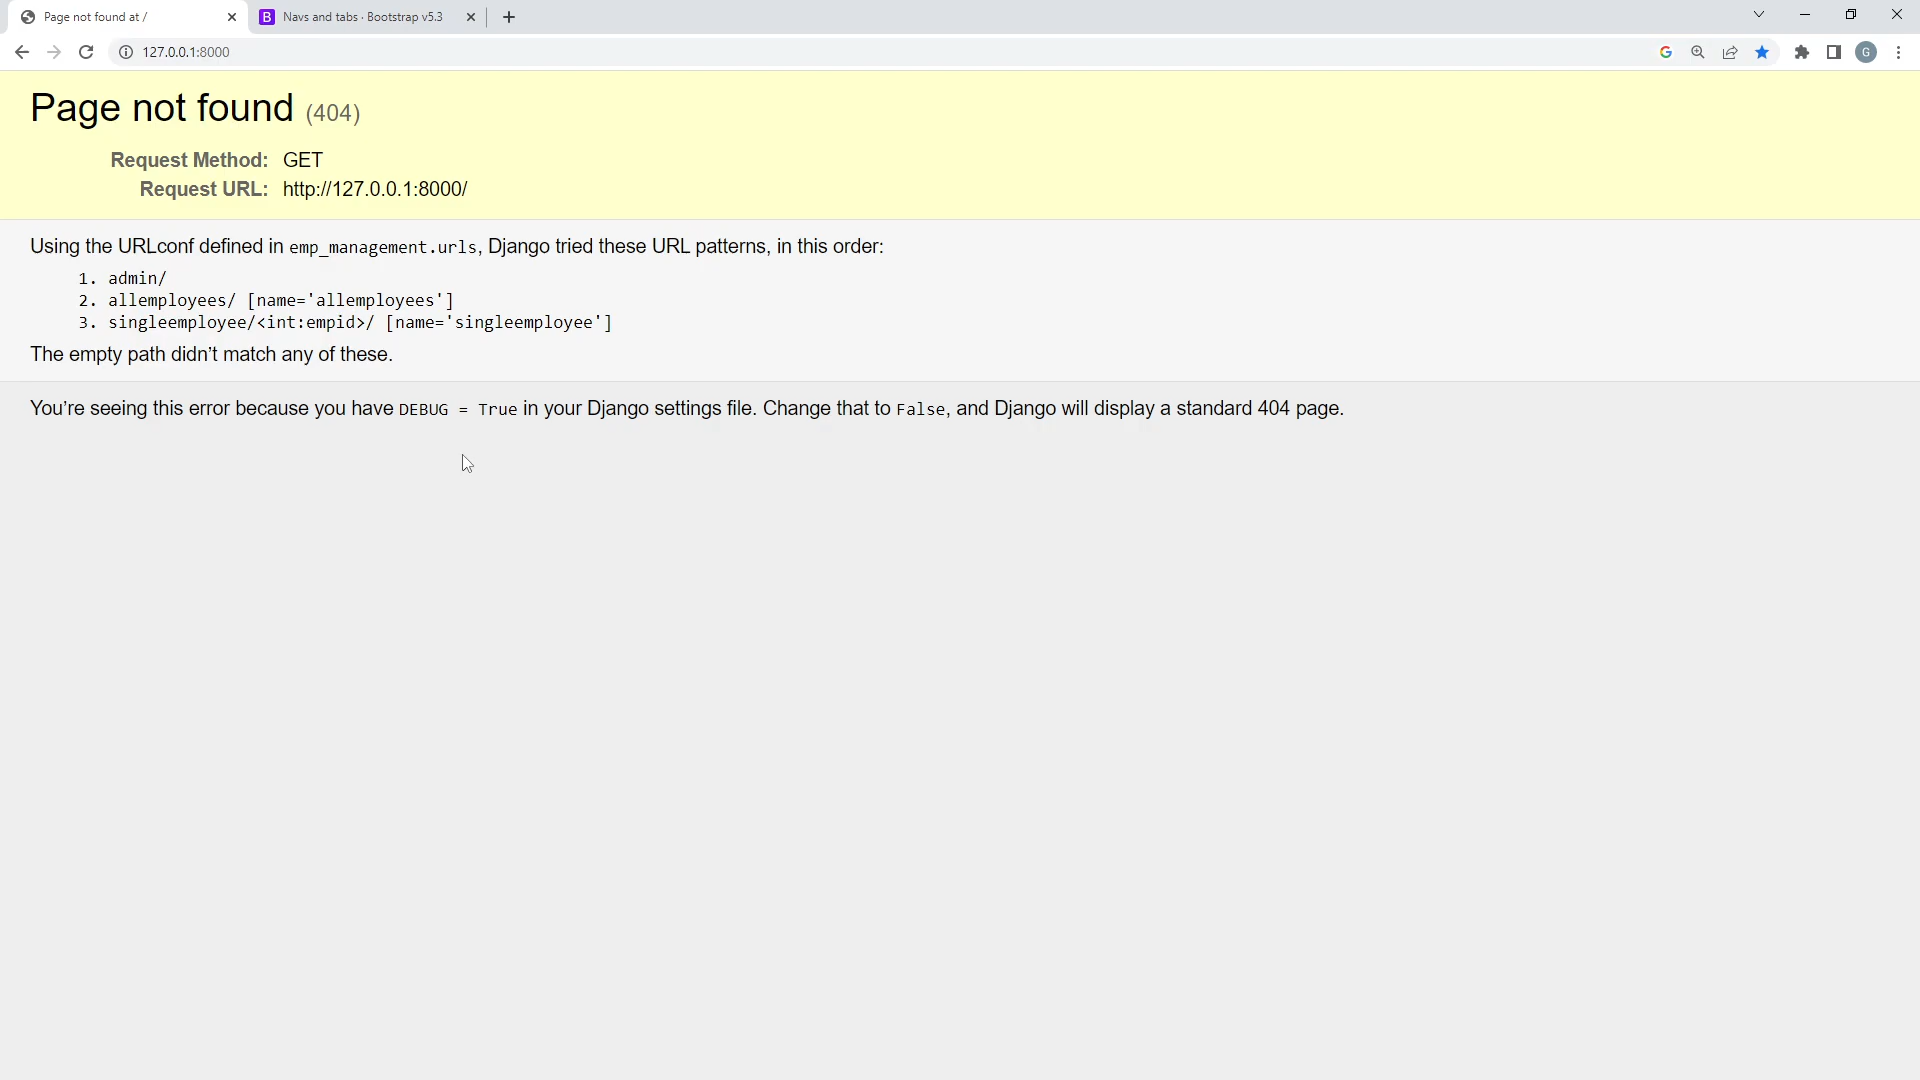 Page not found at /
Navs and tabs · Bootstrap v5.3
127.0.0.1:8000
Page not found (404)
Request Method: GET
Request URL: http://127.0.0.1:8000/
Using the URLconf defined in emp_management.urls, Django tried these URL patterns, in this order:
1. admin/
2. allemployees/ [name='allemployees']
3. singleemployee/<int:empid>/ [name='singleemployee']
The empty path didn’t match any of these.
You’re seeing this error because you have DEBUG = True in your Django settings file. Change that to False, and Django will display a standard 404 page.